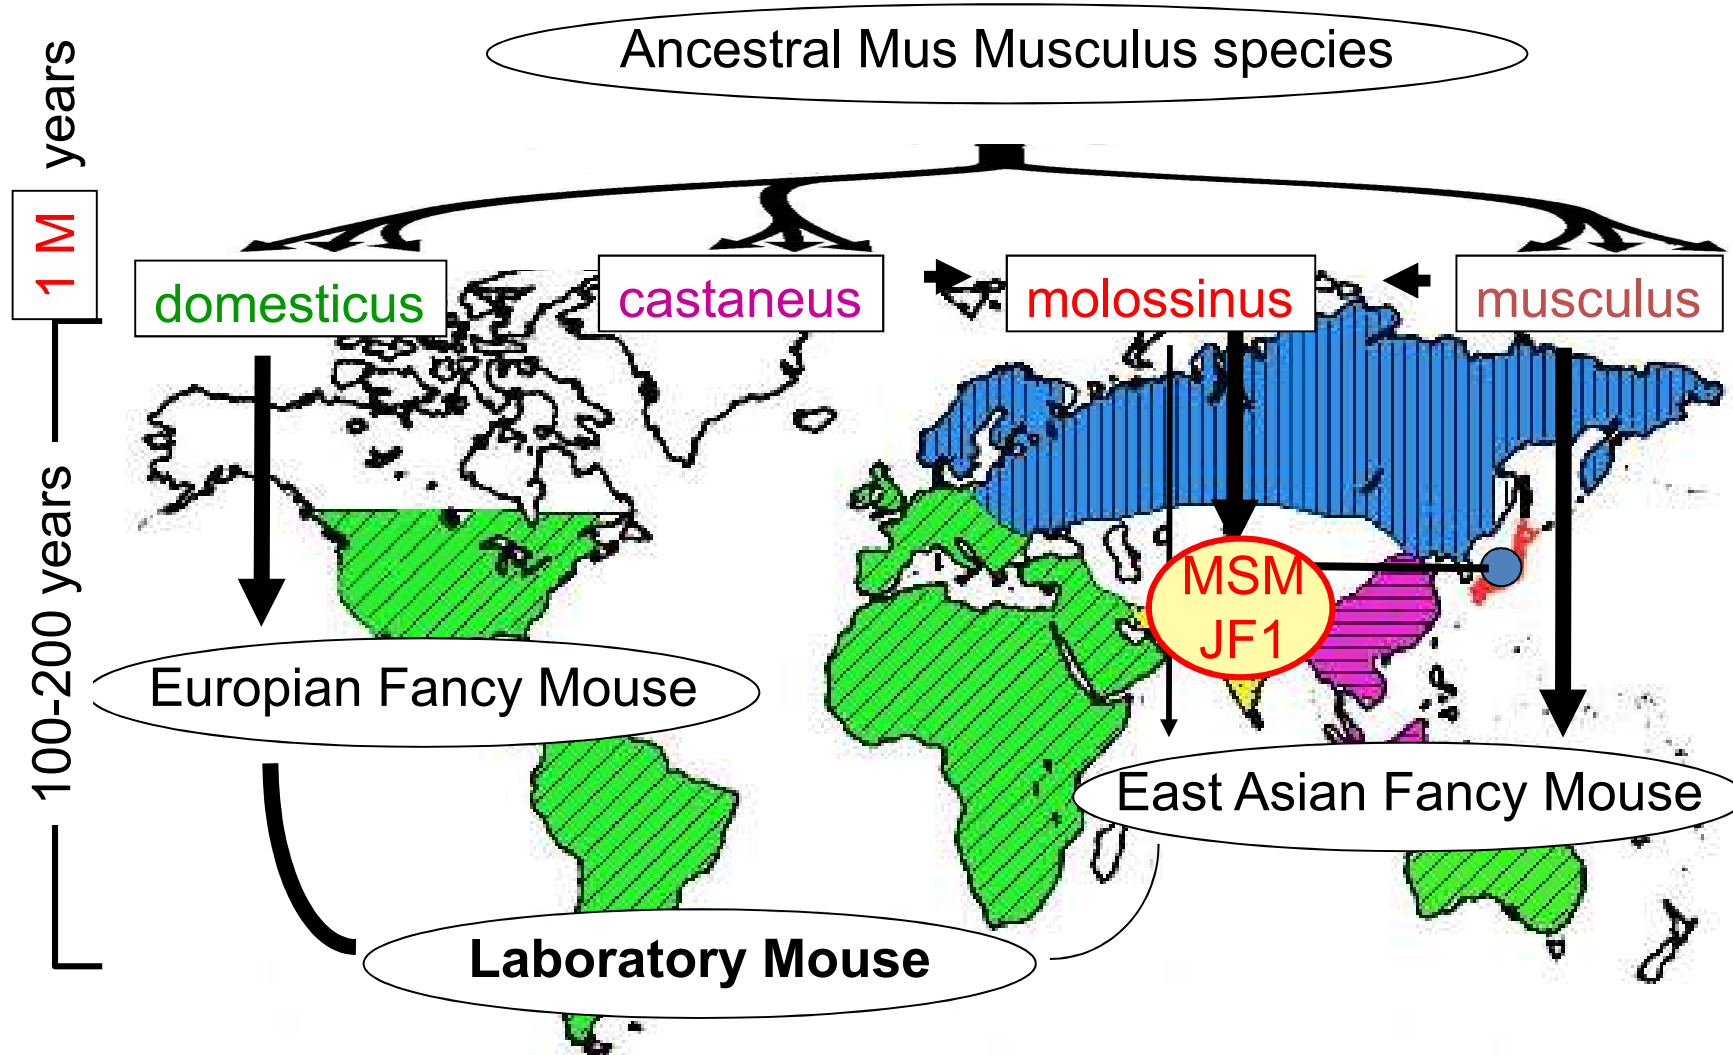 Ancestral Mus Musculus species
1 M years
domesticus
castaneus
molossinus
musculus
100-200 years
MSM
JF1
Europian Fancy Mouse
East Asian Fancy Mouse
Laboratory Mouse